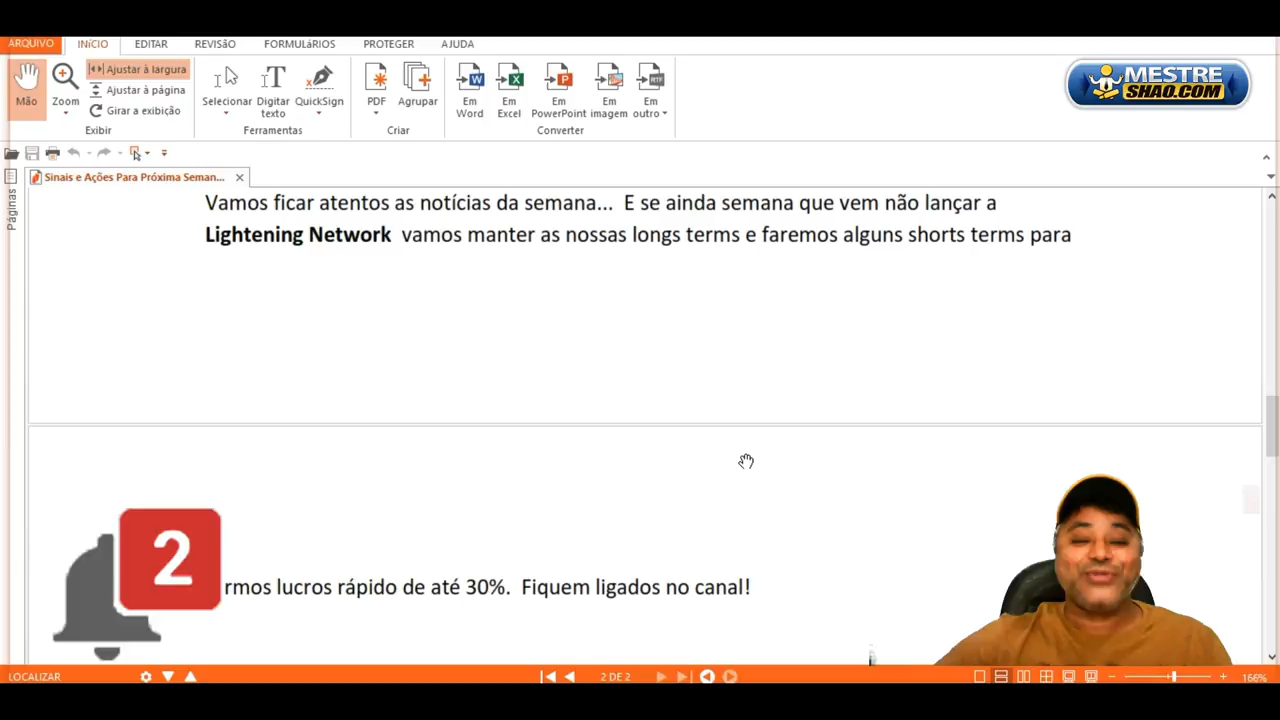 ARQUIVO INíCIO EDITAR REVISãO FORMULáRIOS PROTEGER AJUDA
MESTRE
SHAO.COM
Mão
Zoom
Ajustar à largura
Ajustar à página
Girar a exibição
Exibir
Selecionar
Digitar
texto
QuickSign
Ferramentas
PDF
Agrupar
Criar
Em
Word
Em
Excel
Em
PowerPoint
Em
imagem
Em
outro
Converter
Sinais e Ações Para Próxima Seman...
Páginas
Vamos ficar atentos as notícias da semana... E se ainda semana que vem não lançar a
Lightening Network vamos manter as nossas longs terms e faremos alguns shorts terms para
2
rmos lucros rápido de até 30%. Fiquem ligados no canal!
LOCALIZAR
2 DE 2
166%